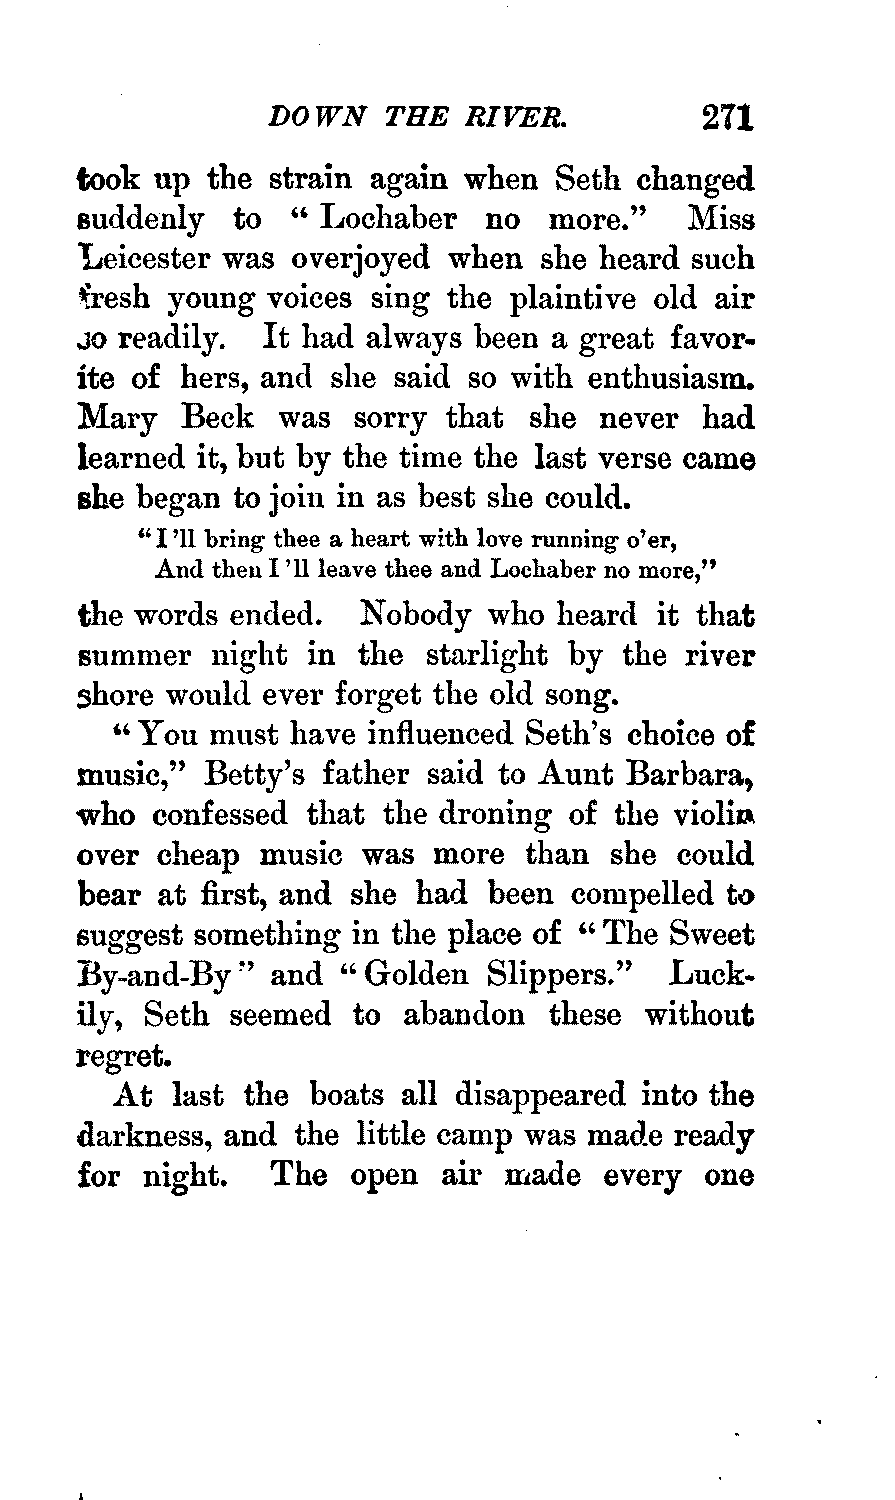 DOWN THE RIVER. 271
took up the strain again when Seth changed
suddenly to “ Lochaber no more.” Miss
Leicester was overjoyed when she heard such
fresh young voices sing the plaintive old air
so readily. It had always been a great favor-
ite of hers, and she said so with enthusiasm.
Mary Beck was sorry that she never had
learned it, but by the time the last verse came
she began to join in as best she could.
“I ’ll bring thee a heart with love running o’er,
And then I ’ll leave thee and Lochaber no more,”
the words ended. Nobody who heard it that
summer night in the starlight by the river
shore would ever forget the old song.
“ You must have influenced Seth’s choice of
music,” Betty’s father said to Aunt Barbara,
who confessed that the droning of the violin
over cheap music was more than she could
bear at first, and she had been compelled to
suggest something in the place of “ The Sweet
By-and-By ” and “ Golden Slippers.” Luck-
ily, Seth seemed to abandon these without
regret.
At last the boats all disappeared into the
darkness, and the little camp was made ready
for night. The open air made every one